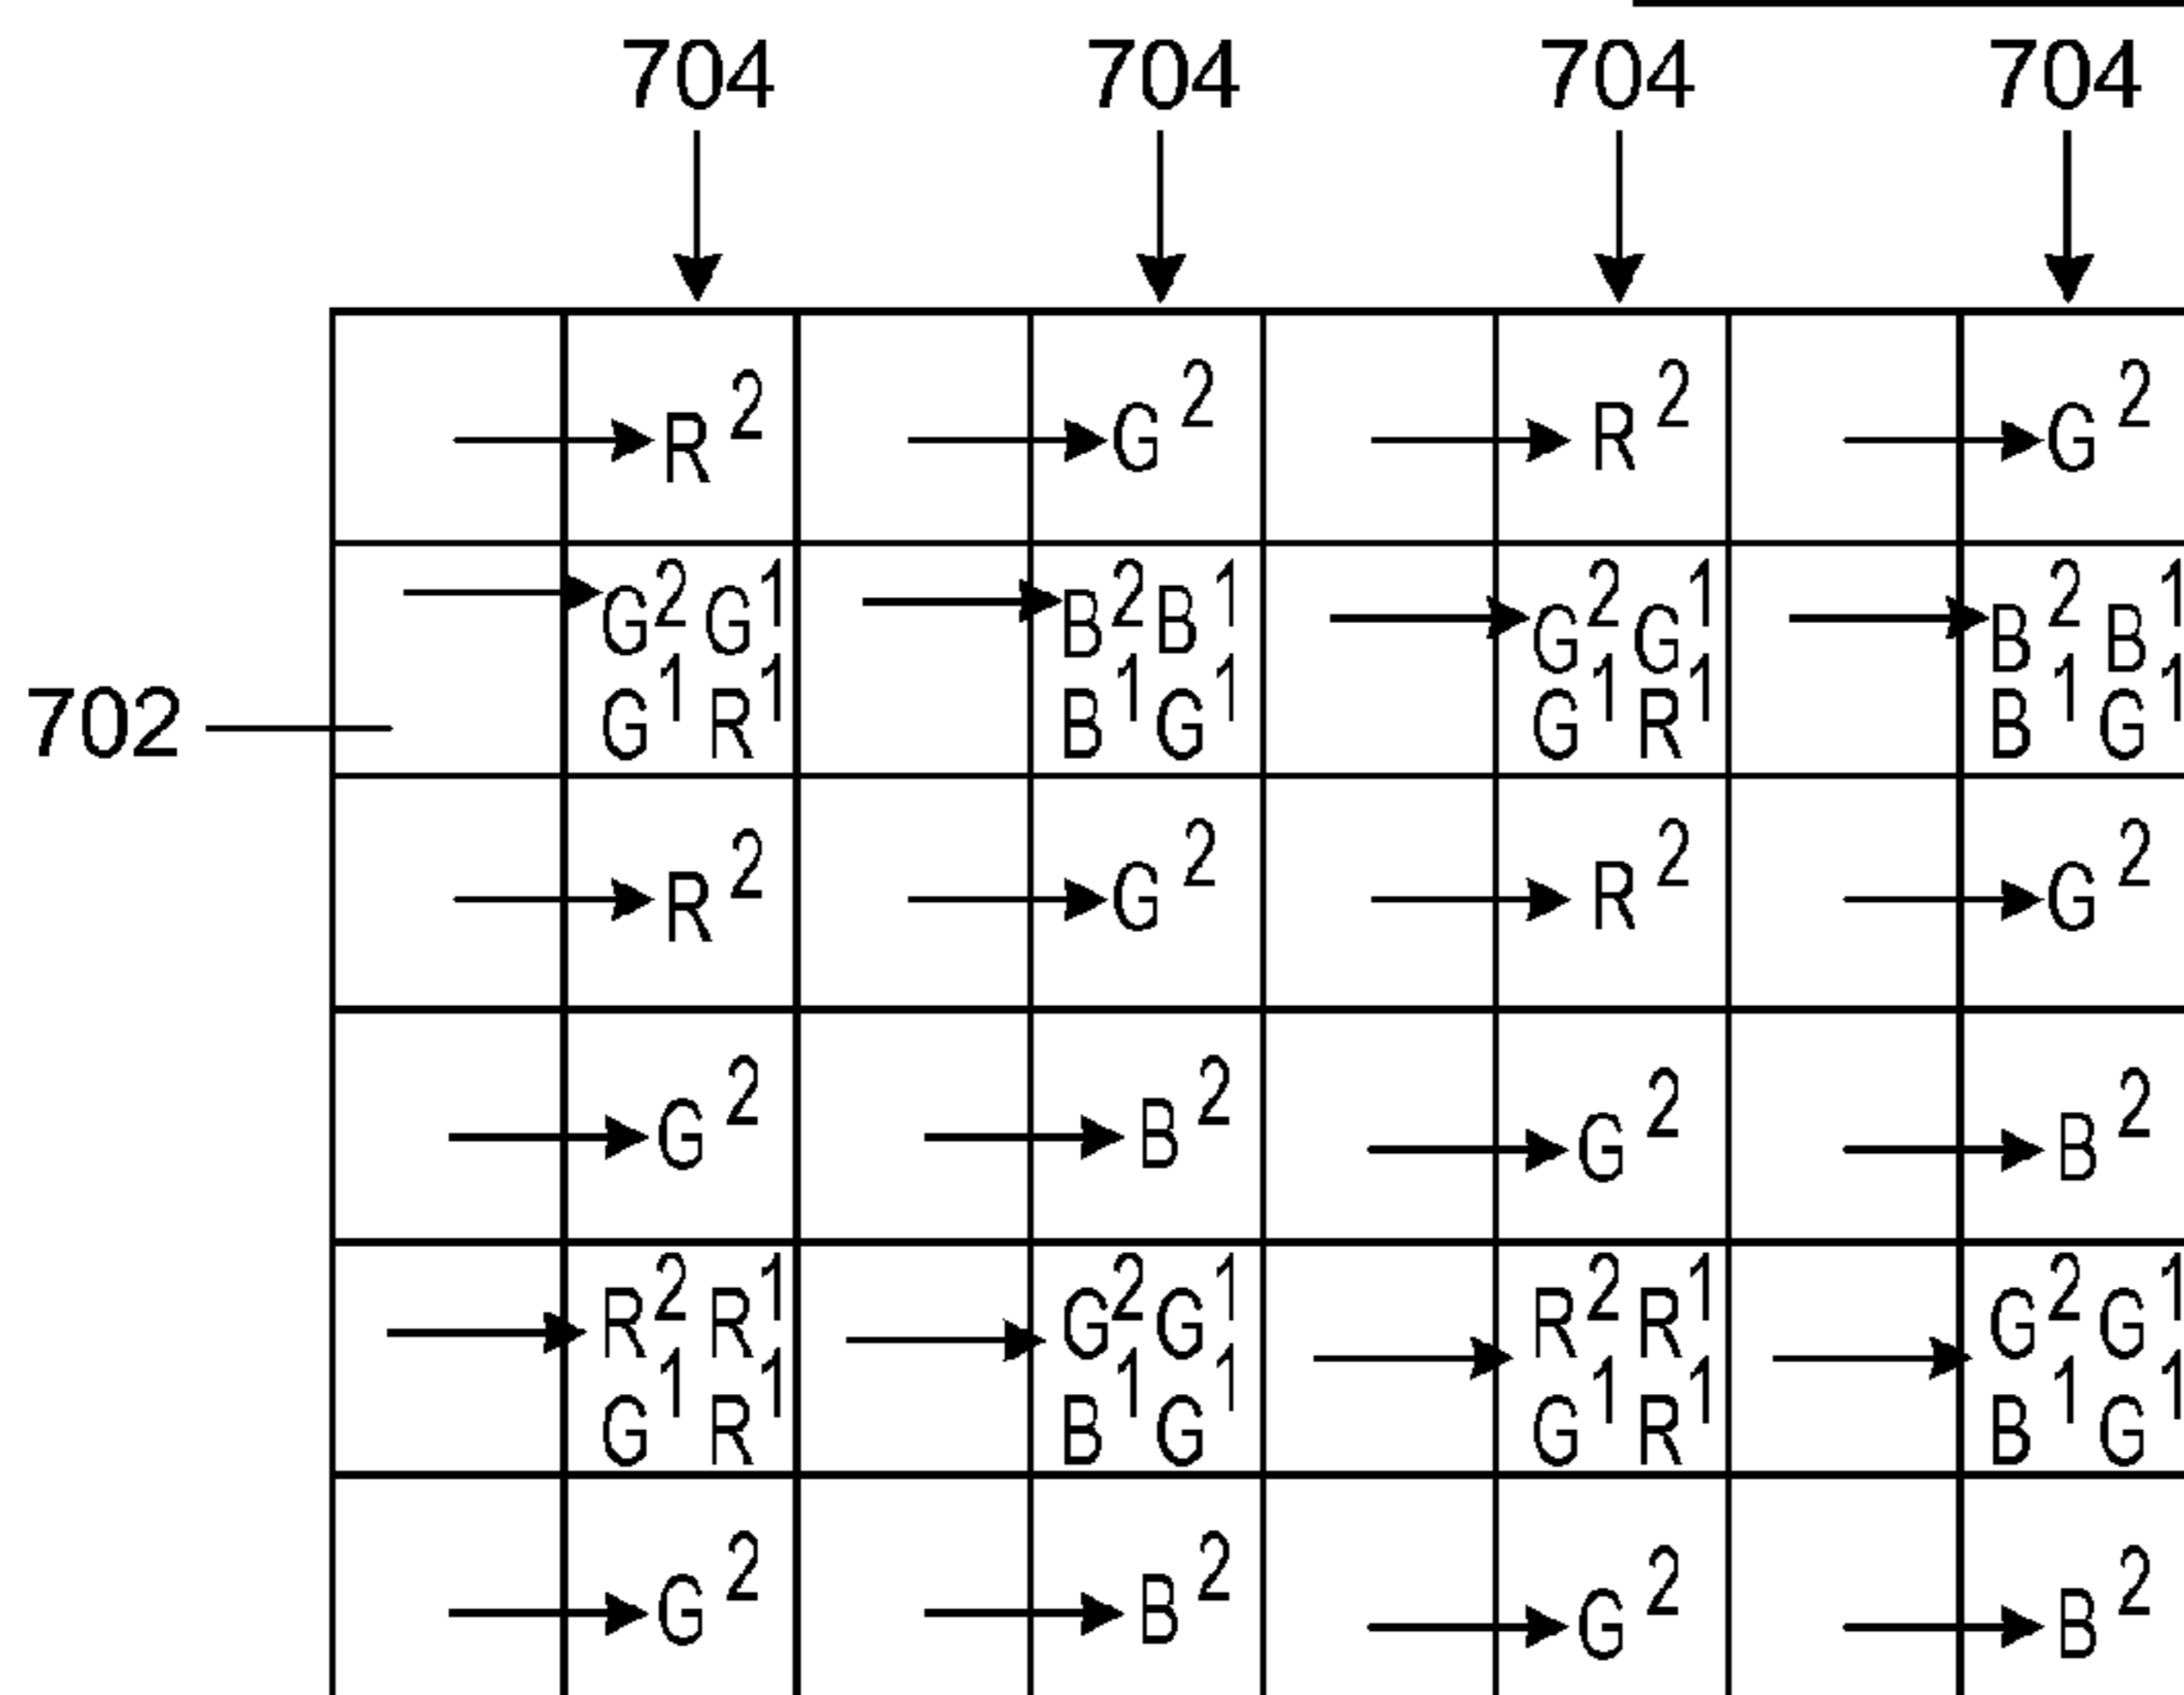 704 704 704 704
R² G² R² G²
G² G¹ B² B¹ G² G¹ B² B¹
G¹ R¹ B¹ G¹ G¹ R¹ B¹ G¹
702
R² G² R² G²
G² B² G² B²
R² R¹ G² G¹ R² R¹ G² G¹
G¹ R¹ B¹ G¹ G¹ R¹ B¹ G¹
G² B² G² B²